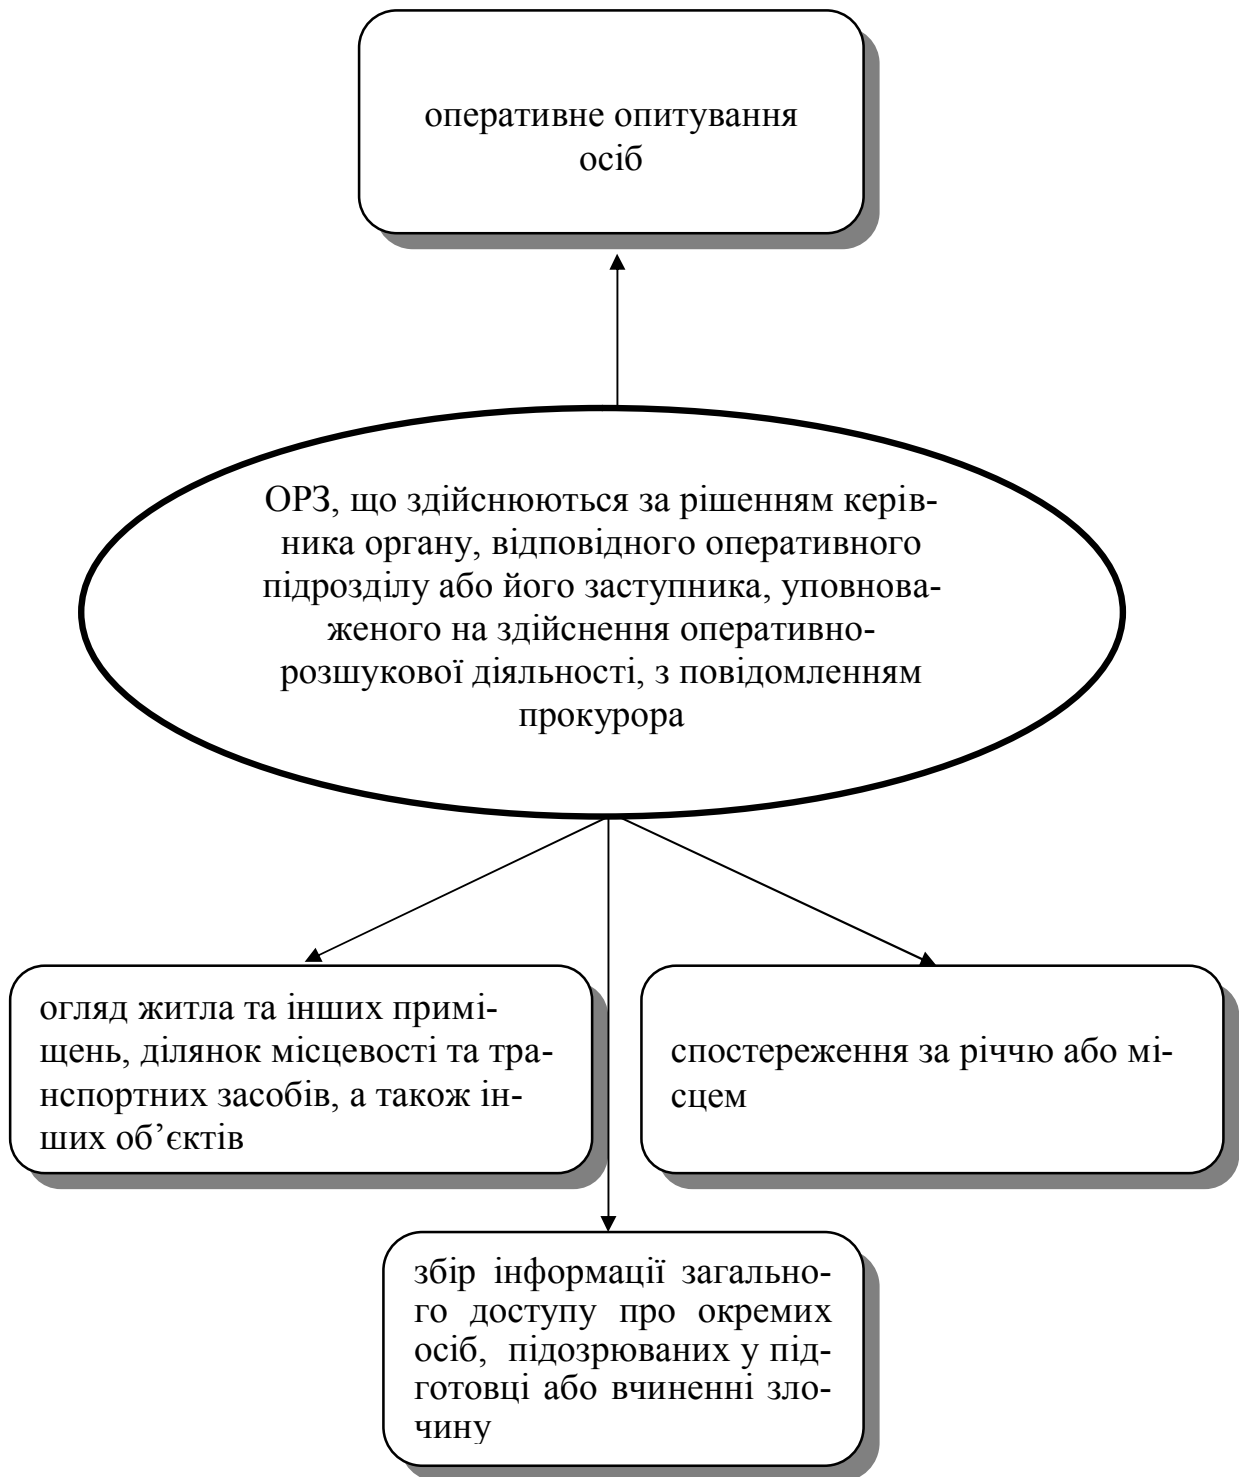 оперативне опитування
осіб
ОРЗ, що здійснюються за рішенням керів-
ника органу, відповідного оперативного
підрозділу або його заступника, уповнова-
женого на здійснення оперативно-
розшукової діяльності, з повідомленням
прокурора
огляд житла та інших примі-
щень, ділянок місцевості та тра-
нспортних засобів, а також ін-
ших об’єктів
спостереження за річчю або мі-
сцем
збір інформації загально-
го доступу про окремих
осіб, підозрюваних у під-
готовці або вчиненні зло-
чину